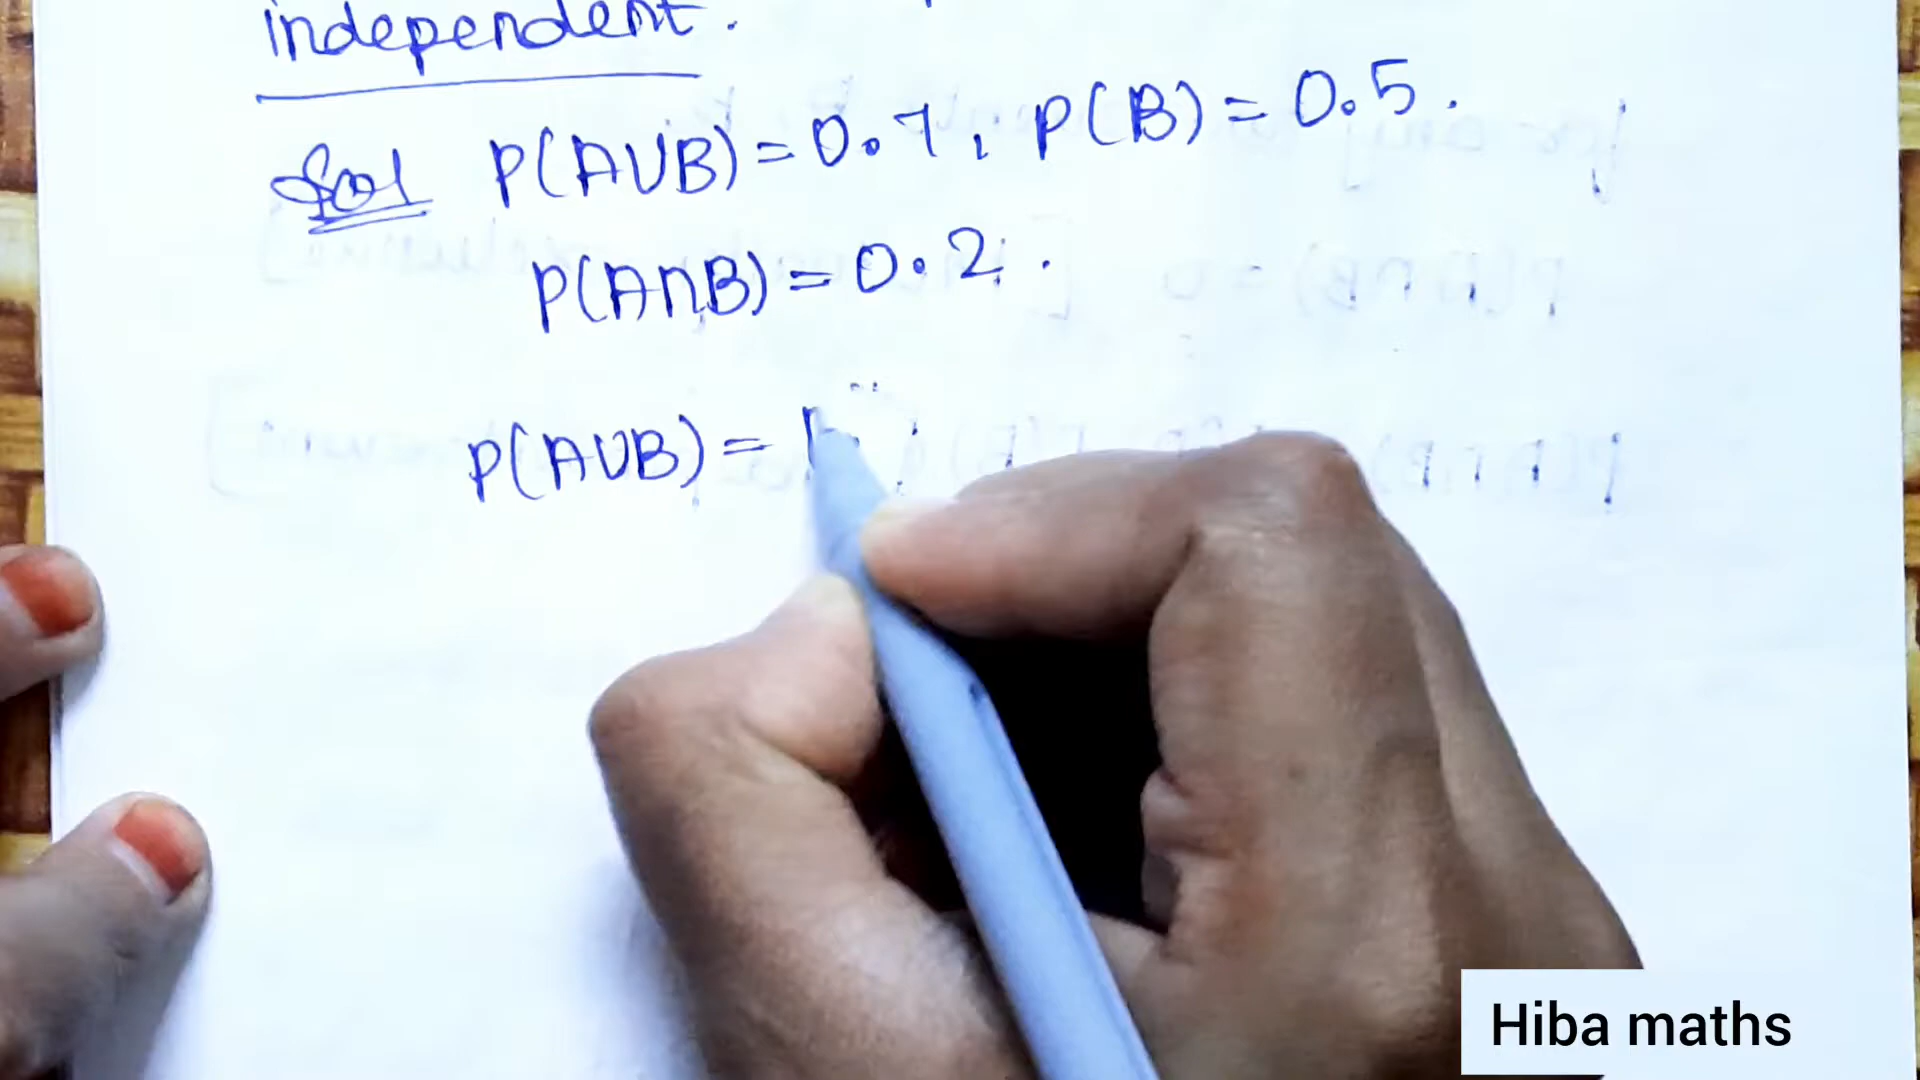 independent.
Sol P(A∪B) = 0.7, P(B) = 0.5.
P(A∩B) = 0.2.
P(A∪B) =
Hiba maths